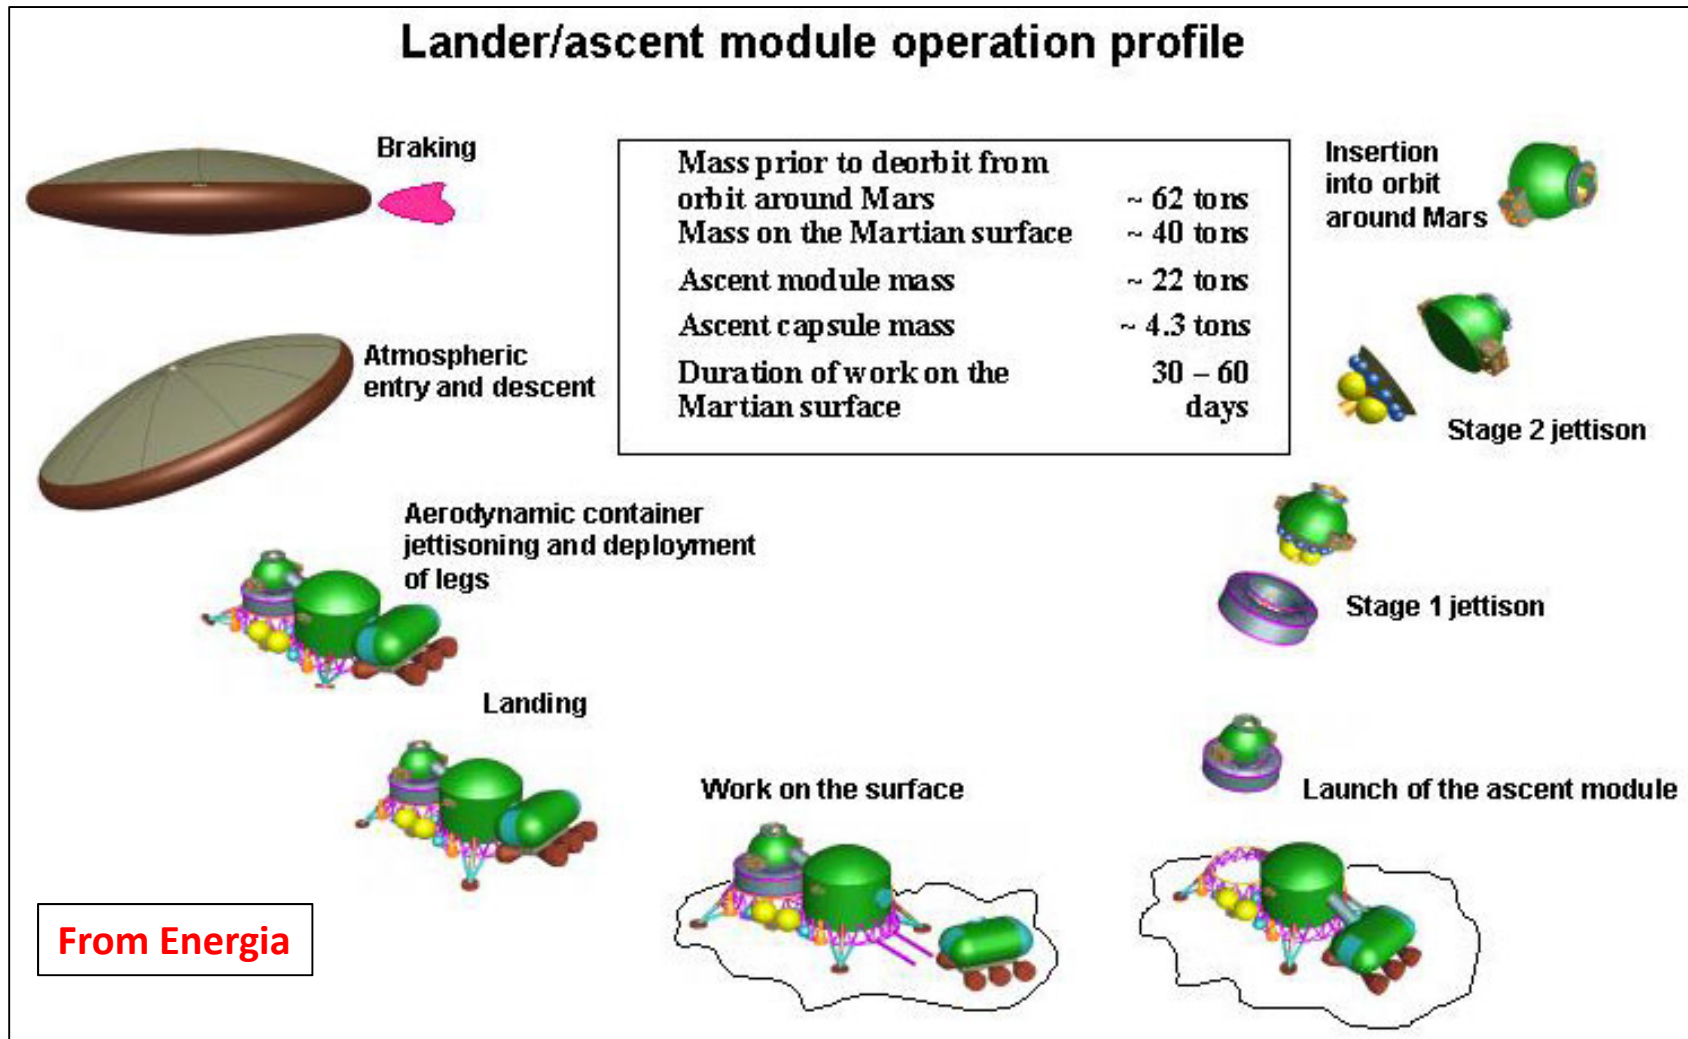 Lander/ascent module operation profile
Braking
Mass prior to deorbit from
orbit around Mars ~ 62 tons
Mass on the Martian surface ~ 40 tons
Ascent module mass ~ 22 tons
Ascent capsule mass ~ 4.3 tons
Duration of work on the 30 – 60
Martian surface days
Insertion
into orbit
around Mars
Atmospheric
entry and descent
Stage 2 jettison
Aerodynamic container
jettisoning and deployment
of legs
Stage 1 jettison
Landing
Work on the surface
Launch of the ascent module
From Energia